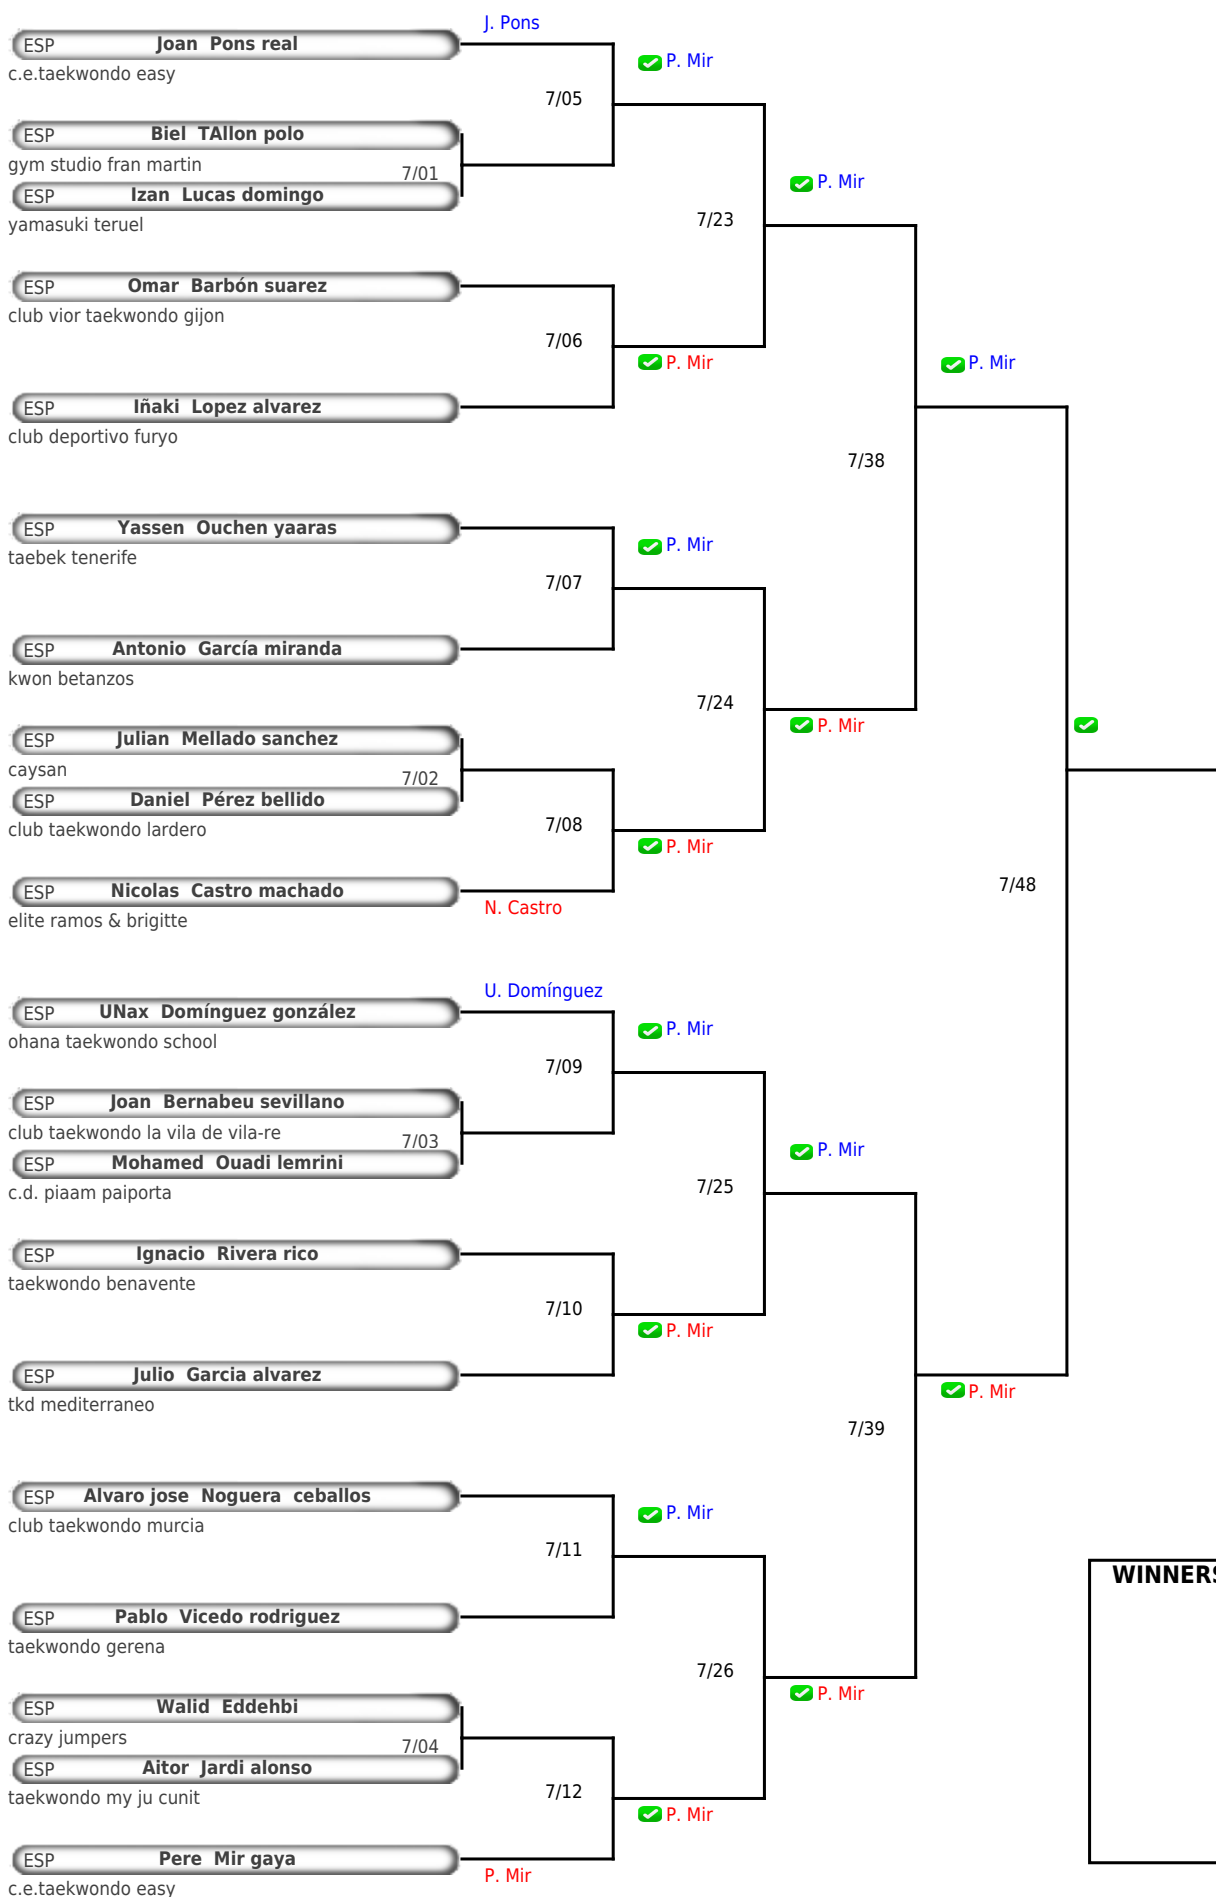 J. Pons
ESP Joan Pons real
c.e.taekwondo easy
P. Mir
7/05
ESP Biel TAllon polo
gym studio fran martin
7/01
ESP Izan Lucas domingo
yamasuki teruel
P. Mir
7/23
ESP Omar Barbón suarez
club vior taekwondo gijon
7/06
P. Mir
P. Mir
ESP Iñaki Lopez alvarez
club deportivo furyo
7/38
ESP Yassen Ouchen yaaras
taebek tenerife
P. Mir
7/07
ESP Antonio García miranda
kwon betanzos
7/24
P. Mir
ESP Julian Mellado sanchez
caysan
7/02
ESP Daniel Pérez bellido
club taekwondo lardero
7/08
P. Mir
ESP Nicolas Castro machado
elite ramos & brigitte
N. Castro
7/48
U. Domínguez
ESP UNax Domínguez gonzález
ohana taekwondo school
P. Mir
7/09
ESP Joan Bernabeu sevillano
club taekwondo la vila de vila-re
7/03
ESP Mohamed Ouadi lemrini
c.d. piaam paiporta
P. Mir
7/25
ESP Ignacio Rivera rico
taekwondo benavente
7/10
P. Mir
ESP Julio Garcia alvarez
tkd mediterraneo
P. Mir
7/39
ESP Alvaro jose Noguera ceballos
club taekwondo murcia
P. Mir
7/11
WINNERS
ESP Pablo Vicedo rodriguez
taekwondo gerena
7/26
P. Mir
ESP Walid Eddehbi
crazy jumpers
7/04
ESP Aitor Jardi alonso
taekwondo my ju cunit
7/12
P. Mir
ESP Pere Mir gaya
c.e.taekwondo easy
P. Mir